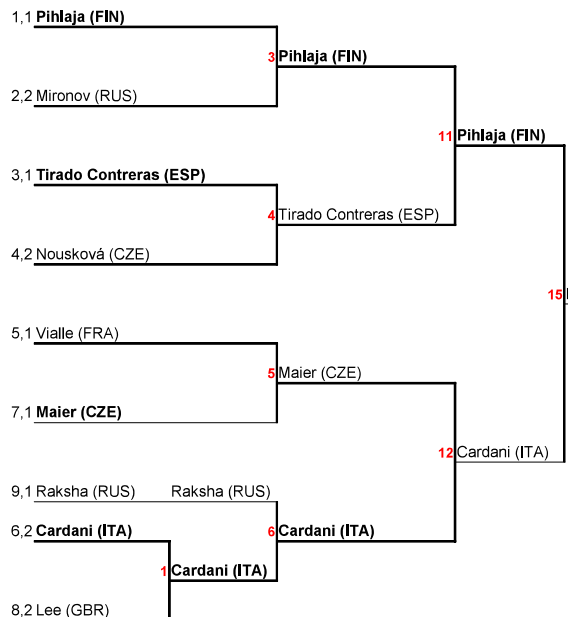 1,1 Pihlaja (FIN)
3 Pihlaja (FIN)
2,2 Mironov (RUS)
11 Pihlaja (FIN)
3,1 Tirado Contreras (ESP)
4 Tirado Contreras (ESP)
4,2 Nousková (CZE)
15
5,1 Vialle (FRA)
5 Maier (CZE)
7,1 Maier (CZE)
12 Cardani (ITA)
9,1 Raksha (RUS) Raksha (RUS)
6,2 Cardani (ITA)
6 Cardani (ITA)
1 Cardani (ITA)
8,2 Lee (GBR)